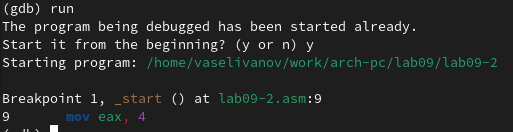 (gdb) run
The program being debugged has been started already.
Start it from the beginning? (y or n) y
Starting program: /home/vaselivanov/work/arch-pc/lab09/lab09-2
Breakpoint 1, _start () at lab09-2.asm:9
9       mov eax, 4
(gdb)